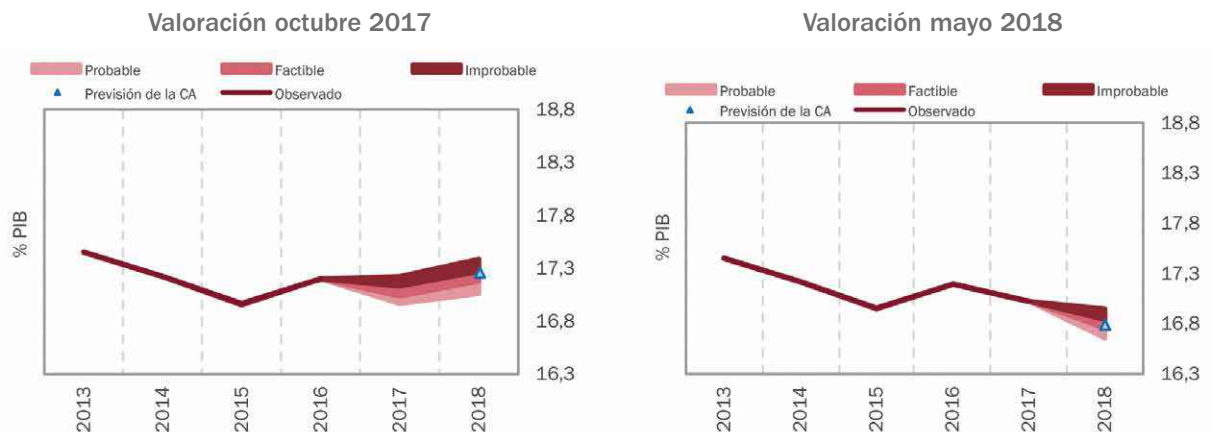 Valoración octubre 2017
Probable Factible Improbable
Previsión de la CA Observado
% PIB
18,8
18,3
17,8
17,3
16,8
16,3
2013 2014 2015 2016 2017 2018
Valoración mayo 2018
Probable Factible Improbable
Previsión de la CA Observado
% PIB
18,8
18,3
17,8
17,3
16,8
16,3
2013 2014 2015 2016 2017 2018